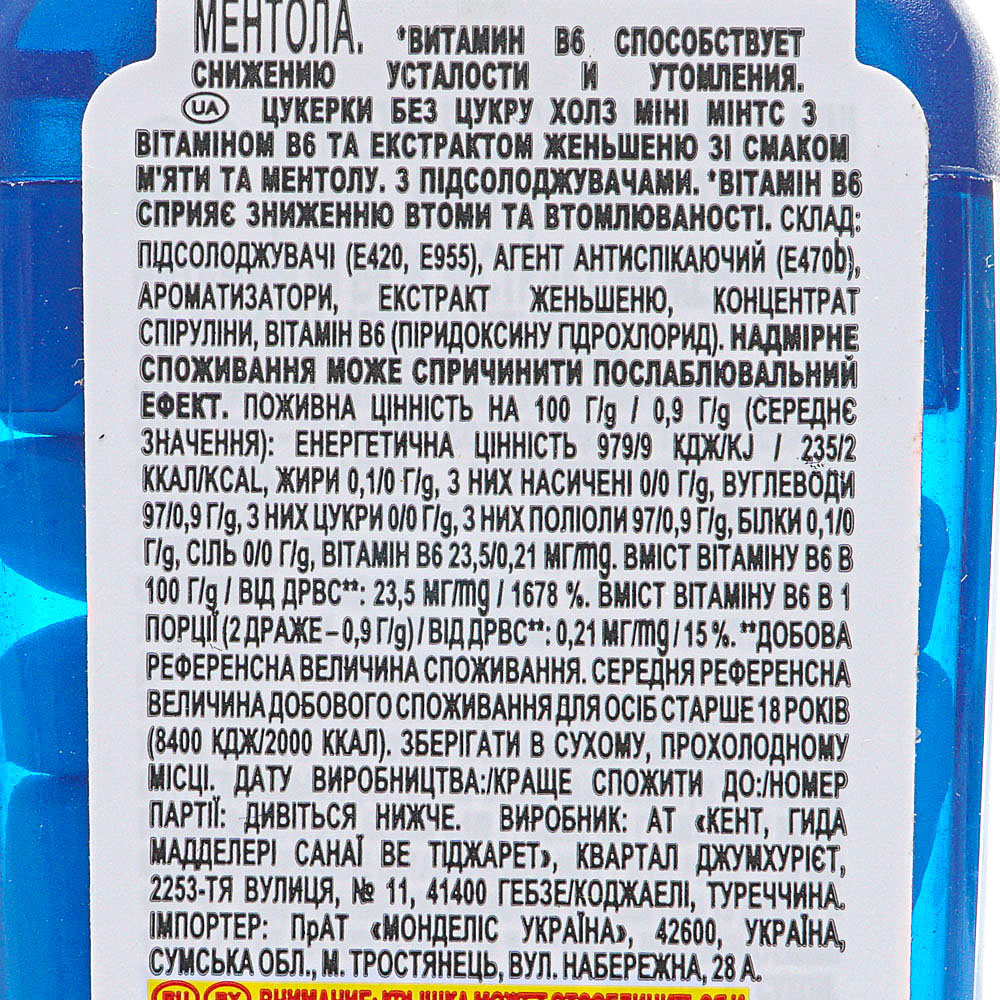 МЕНТОЛА. *ВИТАМИН В6 СПОСОБСТВУЕТ
СНИЖЕНИЮ УСТАЛОСТИ И УТОМЛЕНИЯ.
UA ЦУКЕРКИ БЕЗ ЦУКРУ ХОЛЗ МІНІ МІНТС З
ВІТАМІНОМ В6 ТА ЕКСТРАКТОМ ЖЕНЬШЕНЮ ЗІ СМАКОМ
М'ЯТИ ТА МЕНТОЛУ. З ПІДСОЛОДЖУВАЧАМИ. *ВІТАМІН В6
СПРИЯЄ ЗНИЖЕННЮ ВТОМИ ТА ВТОМЛЮВАНОСТІ. СКЛАД:
ПІДСОЛОДЖУВАЧІ (Е420, Е955), АГЕНТ АНТИСПІКАЮЧИЙ (Е470b),
АРОМАТИЗАТОРИ, ЕКСТРАКТ ЖЕНЬШЕНЮ, КОНЦЕНТРАТ
СПІРУЛІНИ, ВІТАМІН В6 (ПІРИДОКСИНУ ГІДРОХЛОРИД). НАДМІРНЕ
СПОЖИВАННЯ МОЖЕ СПРИЧИНИТИ ПОСЛАБЛЮВАЛЬНИЙ
ЕФЕКТ. ПОЖИВНА ЦІННІСТЬ НА 100 Г/g / 0,9 Г/g (СЕРЕДНЄ
ЗНАЧЕННЯ): ЕНЕРГЕТИЧНА ЦІННІСТЬ 979/9 КДЖ/KJ / 235/2
ККАЛ/KCAL, ЖИРИ 0,1/0 Г/g, З НИХ НАСИЧЕНІ 0/0 Г/g, ВУГЛЕВОДИ
97/0,9 Г/g, З НИХ ЦУКРИ 0/0 Г/g, З НИХ ПОЛІОЛИ 97/0,9 Г/g, БІЛКИ 0,1/0
Г/g, СІЛЬ 0/0 Г/g, ВІТАМІН В6 23,5/0,21 МГ/mg. ВМІСТ ВІТАМІНУ В6 В
100 Г/g / ВІД ДРВС**: 23,5 МГ/mg / 1678 %. ВМІСТ ВІТАМІНУ В6 В 1
ПОРЦІЇ (2 ДРАЖЕ – 0,9 Г/g) / ВІД ДРВС**: 0,21 МГ/mg / 15 %. **ДОБОВА
РЕФЕРЕНСНА ВЕЛИЧИНА СПОЖИВАННЯ. СЕРЕДНЯ РЕФЕРЕНСНА
ВЕЛИЧИНА ДОБОВОГО СПОЖИВАННЯ ДЛЯ ОСІБ СТАРШЕ 18 РОКІВ
(8400 КДЖ/2000 ККАЛ). ЗБЕРІГАТИ В СУХОМУ, ПРОХОЛОДНОМУ
МІСЦІ. ДАТУ ВИРОБНИЦТВА:/КРАЩЕ СПОЖИТИ ДО:/НОМЕР
ПАРТІЇ: ДИВІТЬСЯ НИЖЧЕ. ВИРОБНИК: АТ «КЕНТ, ГИДА
МАДДЕЛЕРІ САНАЇ ВЕ ТІДЖАРЕТ», КВАРТАЛ ДЖУМХУРІЄТ,
2253-ТЯ ВУЛИЦЯ, № 11, 41400 ГЕБЗЕ/КОДЖАЕЛІ, ТУРЕЧЧИНА.
ІМПОРТЕР: ПрАТ «МОНДЕЛІС УКРАЇНА», 42600, УКРАЇНА,
СУМСЬКА ОБЛ., М. ТРОСТЯНЕЦЬ, ВУЛ. НАБЕРЕЖНА, 28 А.
RU BY ВНИМАНИЕ: КРЫШКА МОЖЕТ